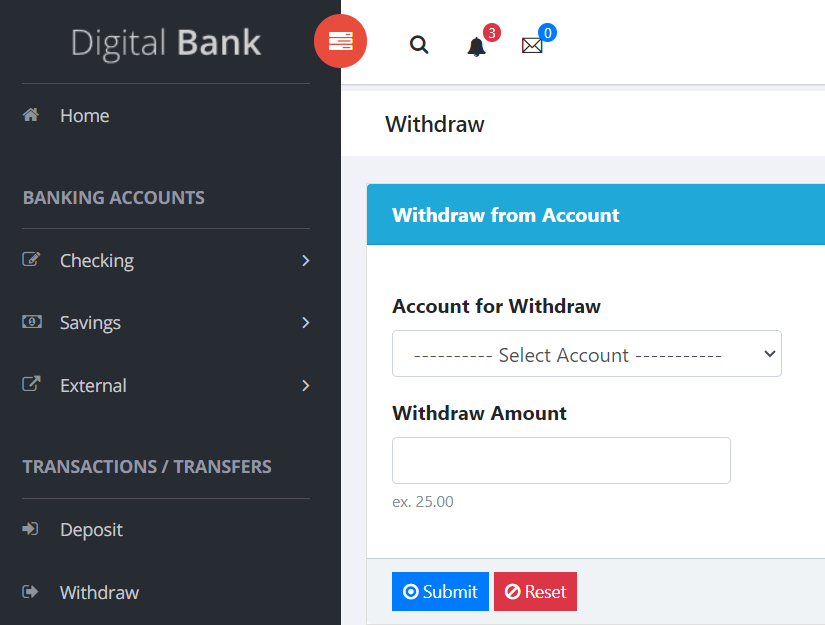 Digital Bank
3
0
Home
Withdraw
BANKING ACCOUNTS
Withdraw from Account
Checking
Savings
External
Account for Withdraw
---------- Select Account -----------
Withdraw Amount
ex. 25.00
TRANSACTIONS / TRANSFERS
Deposit
Withdraw
Submit
Reset